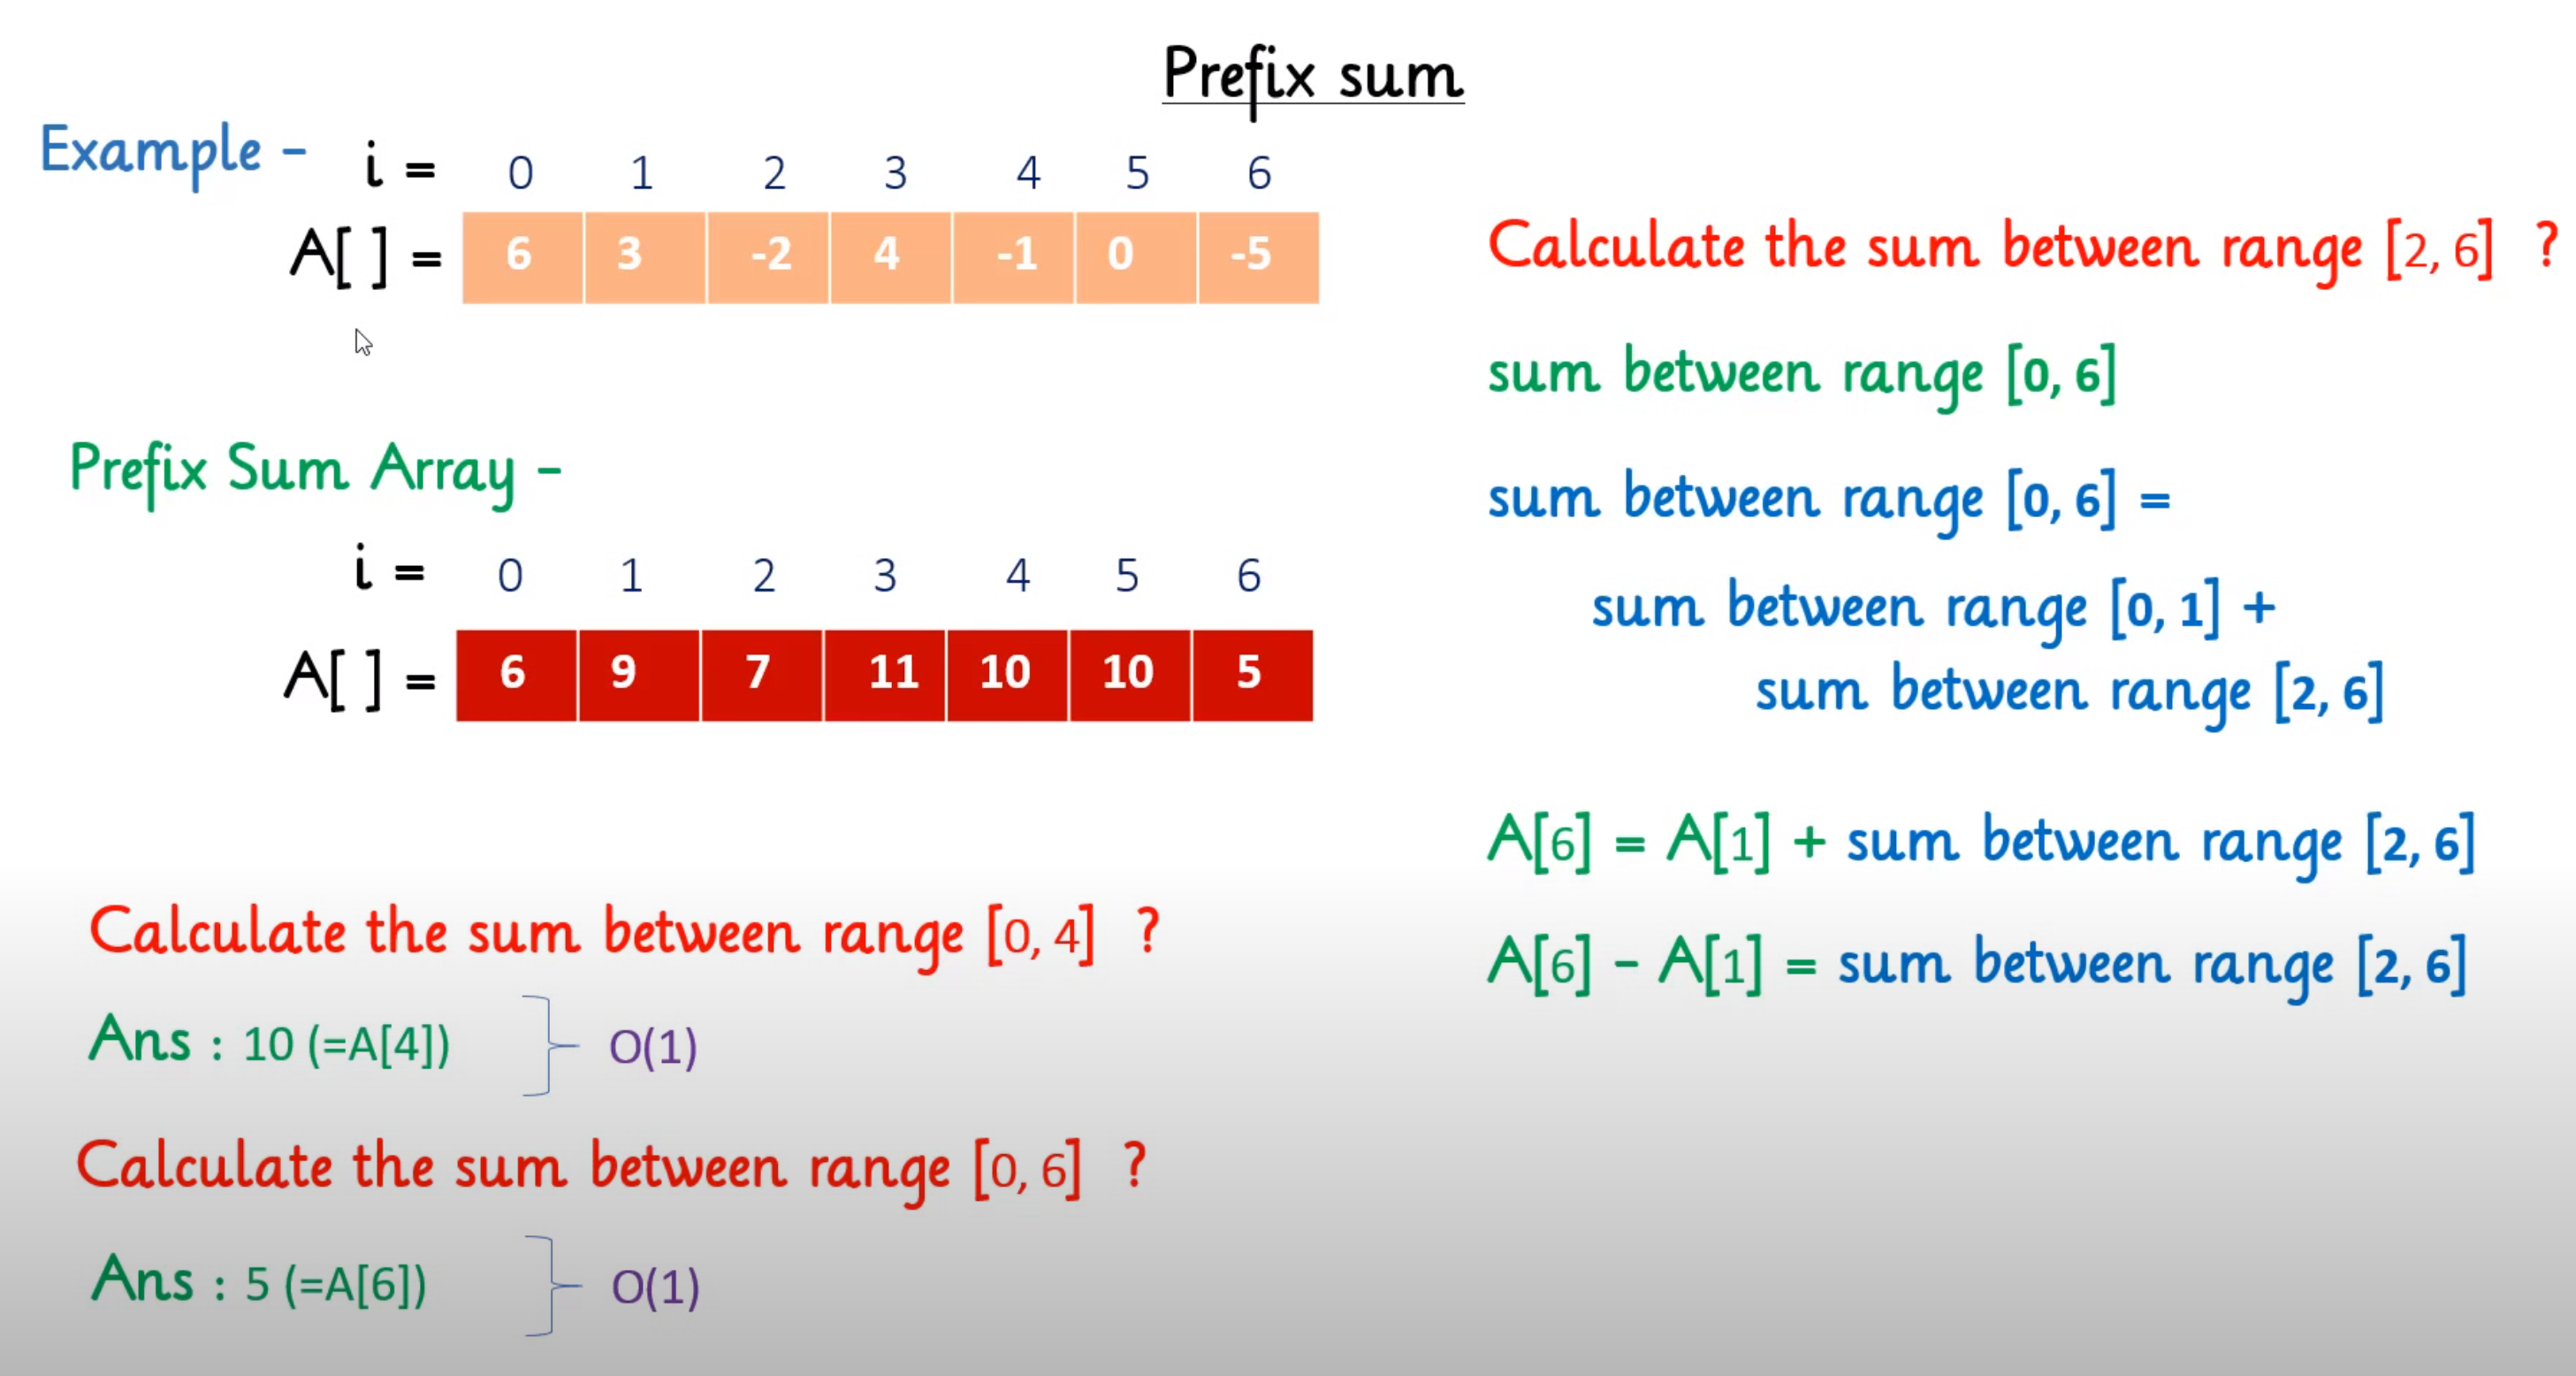 Prefix sum
Example - i = 0 1 2 3 4 5 6
A[ ] = 6 3 -2 4 -1 0 -5
Prefix Sum Array -
i = 0 1 2 3 4 5 6
A[ ] = 6 9 7 11 10 10 5
Calculate the sum between range [0, 4] ?
Ans : 10 (=A[4]) O(1)
Calculate the sum between range [0, 6] ?
Ans : 5 (=A[6]) O(1)
Calculate the sum between range [2, 6] ?
sum between range [0, 6]
sum between range [0, 6] =
sum between range [0, 1] +
sum between range [2, 6]
A[6] = A[1] + sum between range [2, 6]
A[6] - A[1] = sum between range [2, 6]